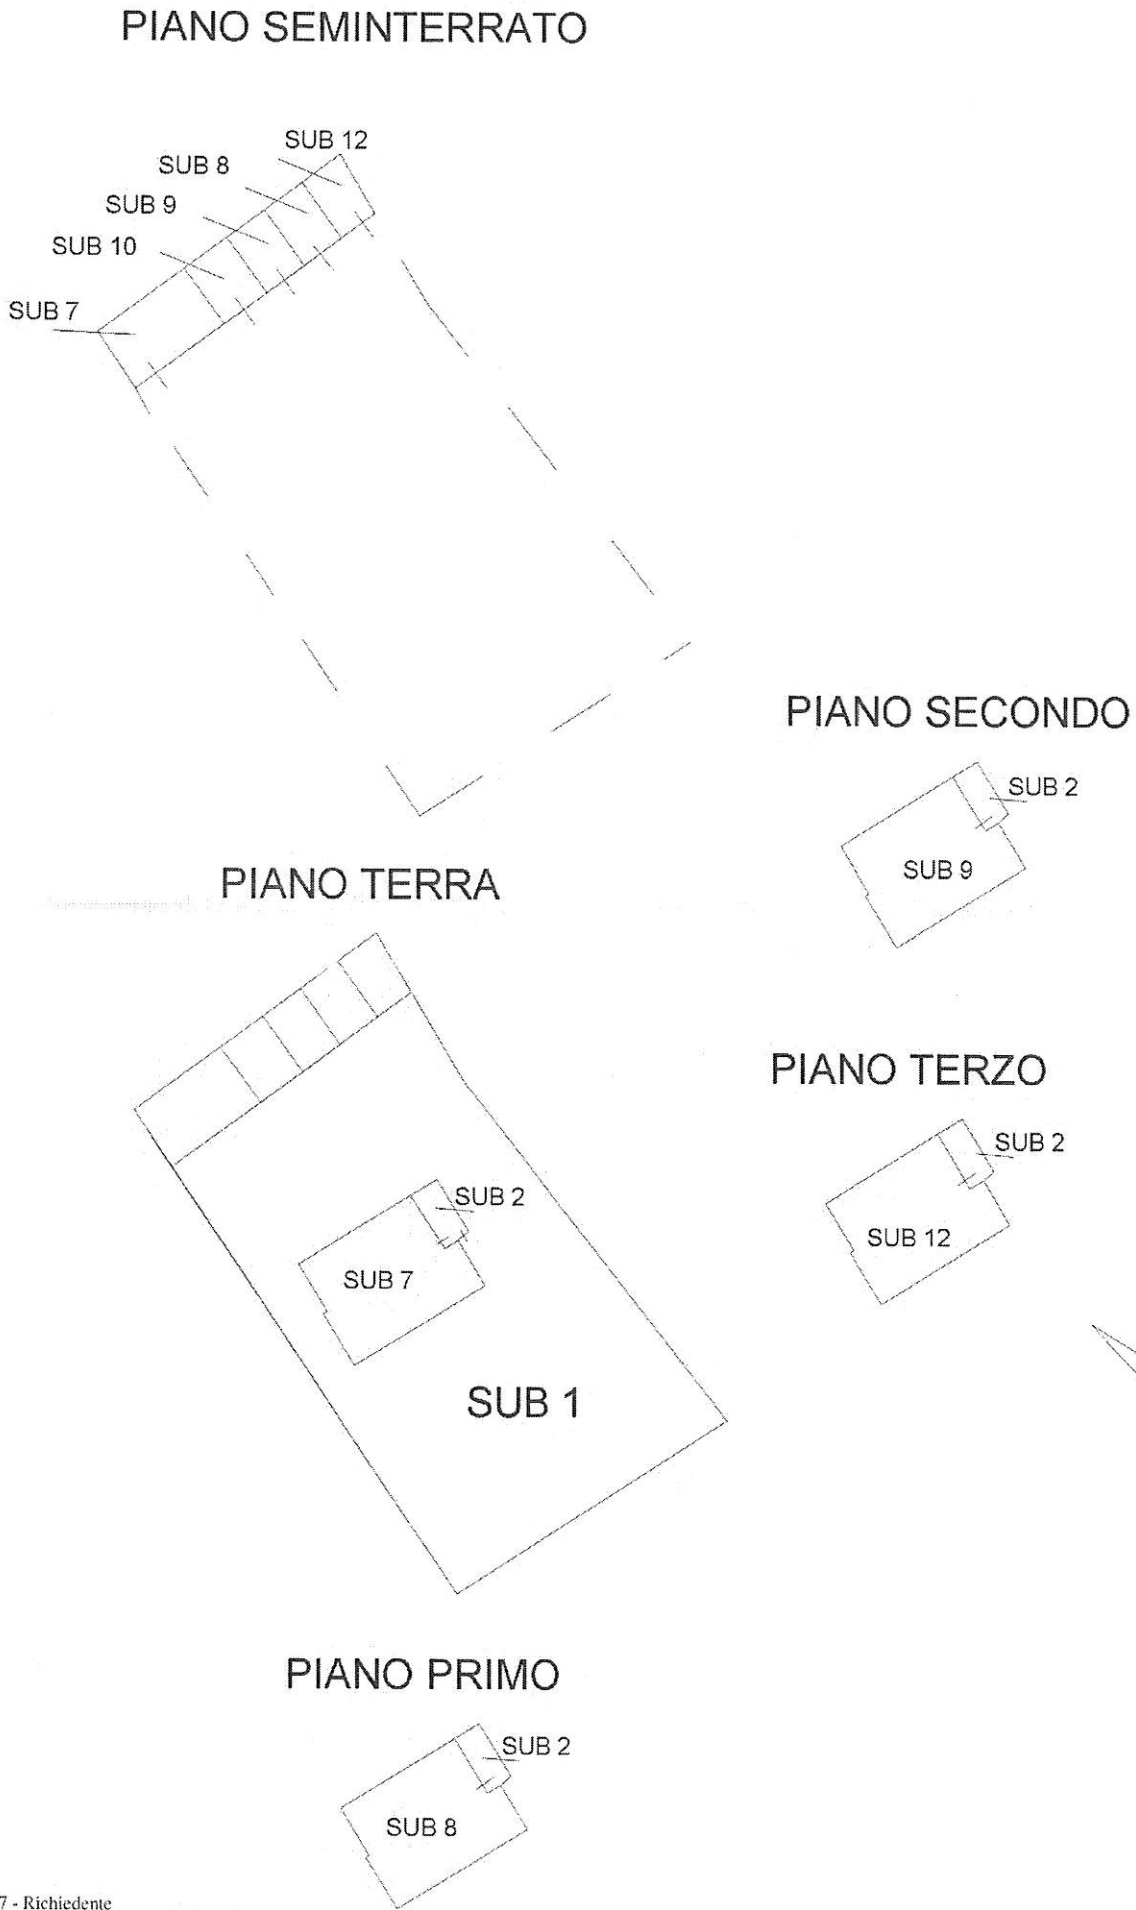 PIANO SEMINTERRATO
SUB 12
SUB 8
SUB 9
SUB 10
SUB 7
PIANO SECONDO
SUB 2
SUB 9
PIANO TERRA
SUB 2
SUB 7
SUB 1
PIANO TERZO
SUB 2
SUB 12
PIANO PRIMO
SUB 2
SUB 8
7 - Richiedente